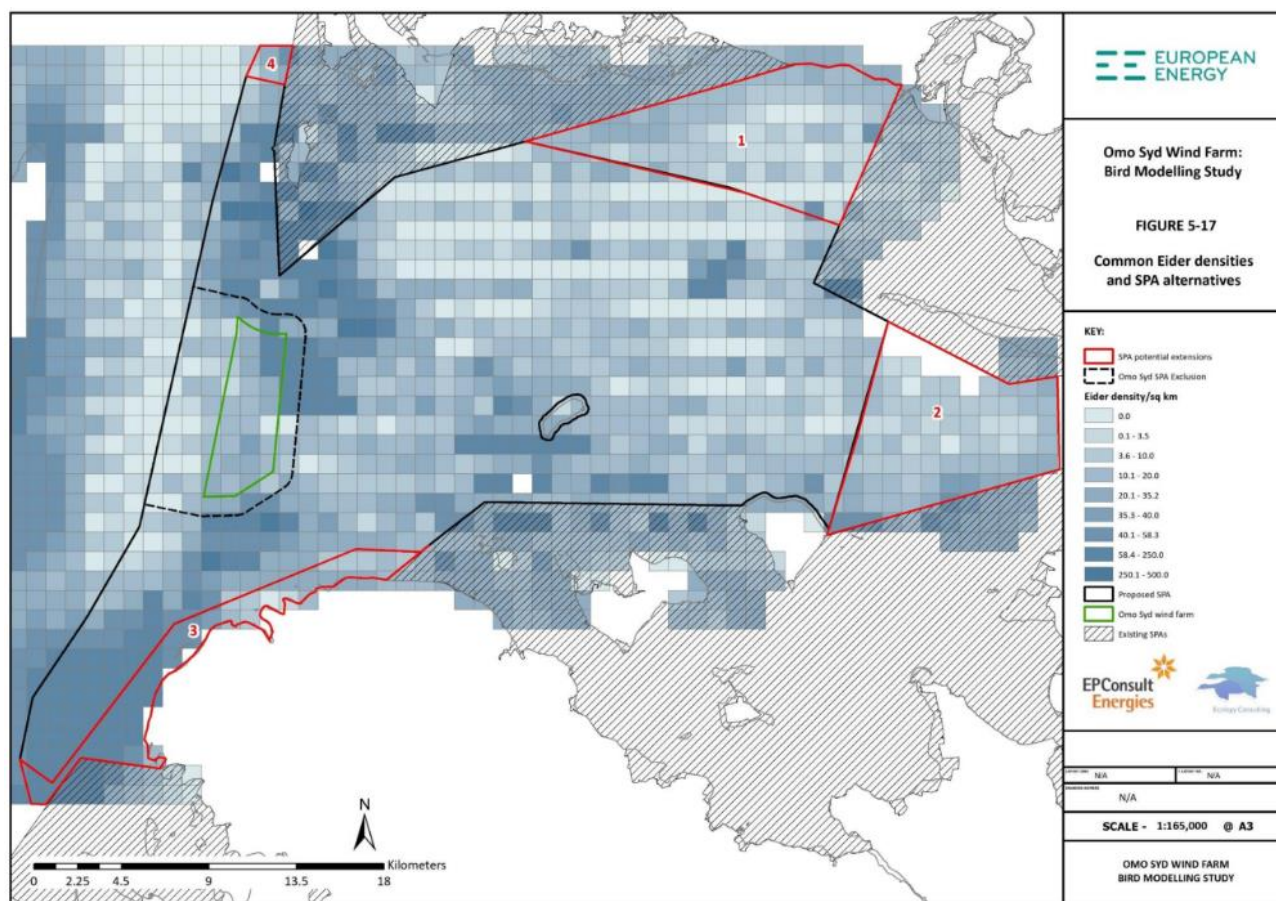 4
1
2
3
N
Kilometers
0 2.25 4.5 9 13.5 18
EUROPEAN
ENERGY
Omo Syd Wind Farm:
Bird Modelling Study
FIGURE 5-17
Common Eider densities
and SPA alternatives
KEY:
SPA potential extensions
Omo Syd SPA Exclusion
Eider density/sq km
0.0
0.1 - 3.5
3.6 - 10.0
10.1 - 20.0
20.1 - 35.2
35.3 - 40.0
40.1 - 58.3
58.4 - 250.0
250.1 - 500.0
Proposed SPA
Omo Syd wind farm
Existing SPAs
EPConsult
Energies
Ecology Consulting
N/A
N/A
N/A
SCALE - 1:165,000 @ A3
OMO SYD WIND FARM
BIRD MODELLING STUDY